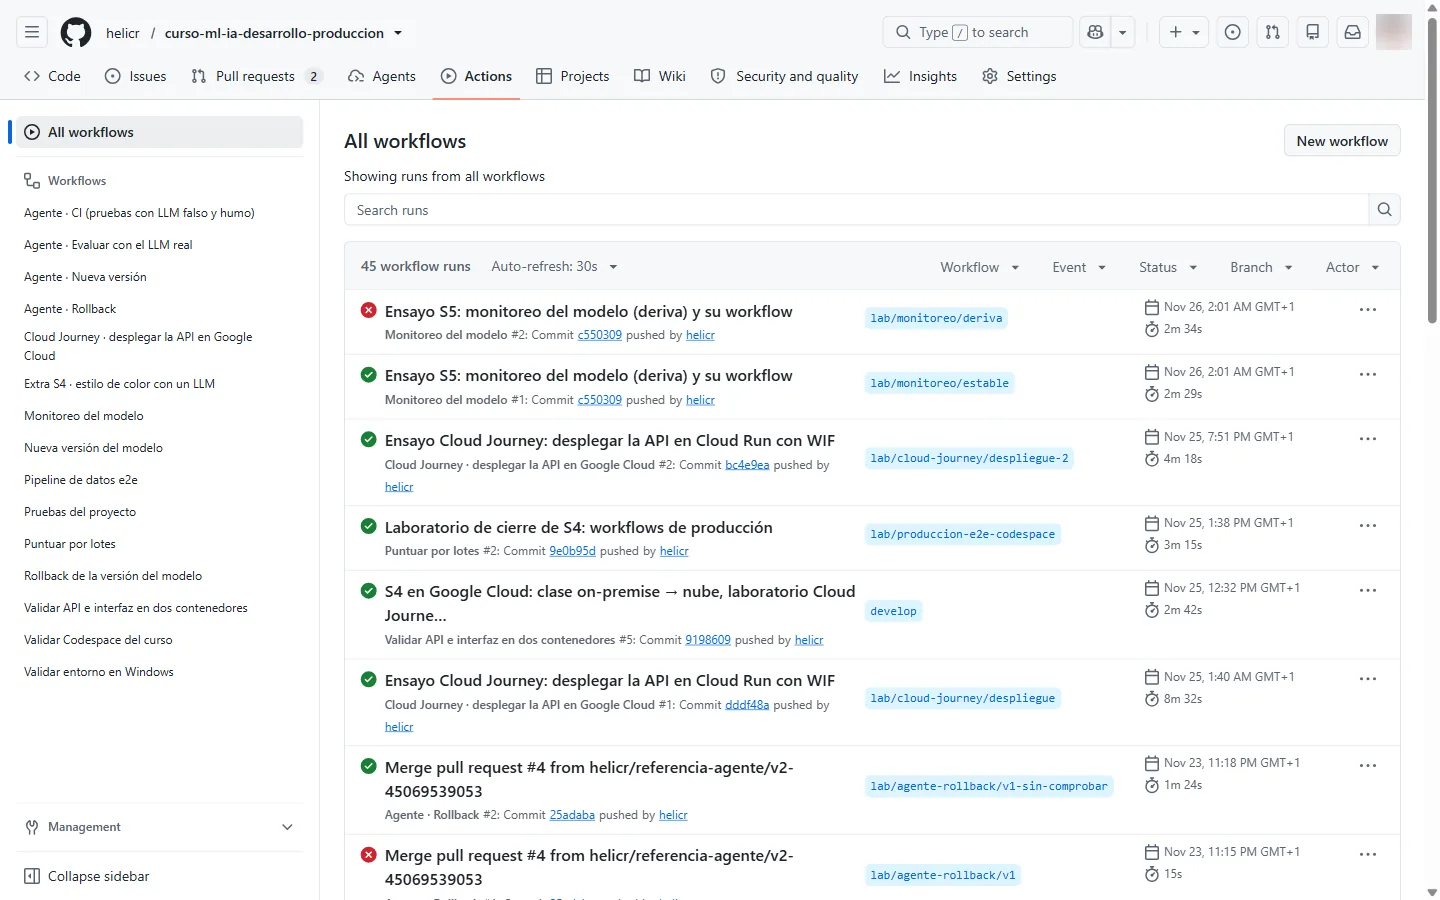 helicr / curso-ml-ia-desarrollo-produccion
Type / to search
Code
Issues
Pull requests 2
Agents
Actions
Projects
Wiki
Security and quality
Insights
Settings
All workflows
Workflows
Agente · CI (pruebas con LLM falso y humo)
Agente · Evaluar con el LLM real
Agente · Nueva versión
Agente · Rollback
Cloud Journey · desplegar la API en Google
Cloud
Extra S4 · estilo de color con un LLM
Monitoreo del modelo
Nueva versión del modelo
Pipeline de datos e2e
Pruebas del proyecto
Puntuar por lotes
Rollback de la versión del modelo
Validar API e interfaz en dos contenedores
Validar Codespace del curso
Validar entorno en Windows
Management
Collapse sidebar
All workflows
New workflow
Showing runs from all workflows
Search runs
45 workflow runs
Auto-refresh: 30s
Workflow
Event
Status
Branch
Actor
Ensayo S5: monitoreo del modelo (deriva) y su workflow
Monitoreo del modelo #2: Commit c550309 pushed by helicr
lab/monitoreo/deriva
Nov 26, 2:01 AM GMT+1
2m 34s
Ensayo S5: monitoreo del modelo (deriva) y su workflow
Monitoreo del modelo #1: Commit c550309 pushed by helicr
lab/monitoreo/estable
Nov 26, 2:01 AM GMT+1
2m 29s
Ensayo Cloud Journey: desplegar la API en Cloud Run con WIF
Cloud Journey · desplegar la API en Google Cloud #2: Commit bc4e9ea pushed by
helicr
lab/cloud-journey/despliegue-2
Nov 25, 7:51 PM GMT+1
4m 18s
Laboratorio de cierre de S4: workflows de producción
Puntuar por lotes #2: Commit 9e0b95d pushed by helicr
lab/produccion-e2e-codespace
Nov 25, 1:38 PM GMT+1
3m 15s
S4 en Google Cloud: clase on-premise → nube, laboratorio Cloud
Journe...
Validar API e interfaz en dos contenedores #5: Commit 9198609 pushed by helicr
develop
Nov 25, 12:32 PM GMT+1
2m 42s
Ensayo Cloud Journey: desplegar la API en Cloud Run con WIF
Cloud Journey · desplegar la API en Google Cloud #1: Commit dddf48a pushed by
helicr
lab/cloud-journey/despliegue
Nov 25, 1:40 AM GMT+1
8m 32s
Merge pull request #4 from helicr/referencia-agente/v2-
45069539053
Agente · Rollback #2: Commit 25adaba pushed by helicr
lab/agente-rollback/v1-sin-comprobar
Nov 23, 11:18 PM GMT+1
1m 24s
Merge pull request #4 from helicr/referencia-agente/v2-
45069539053
lab/agente-rollback/v1
Nov 23, 11:15 PM GMT+1
15s